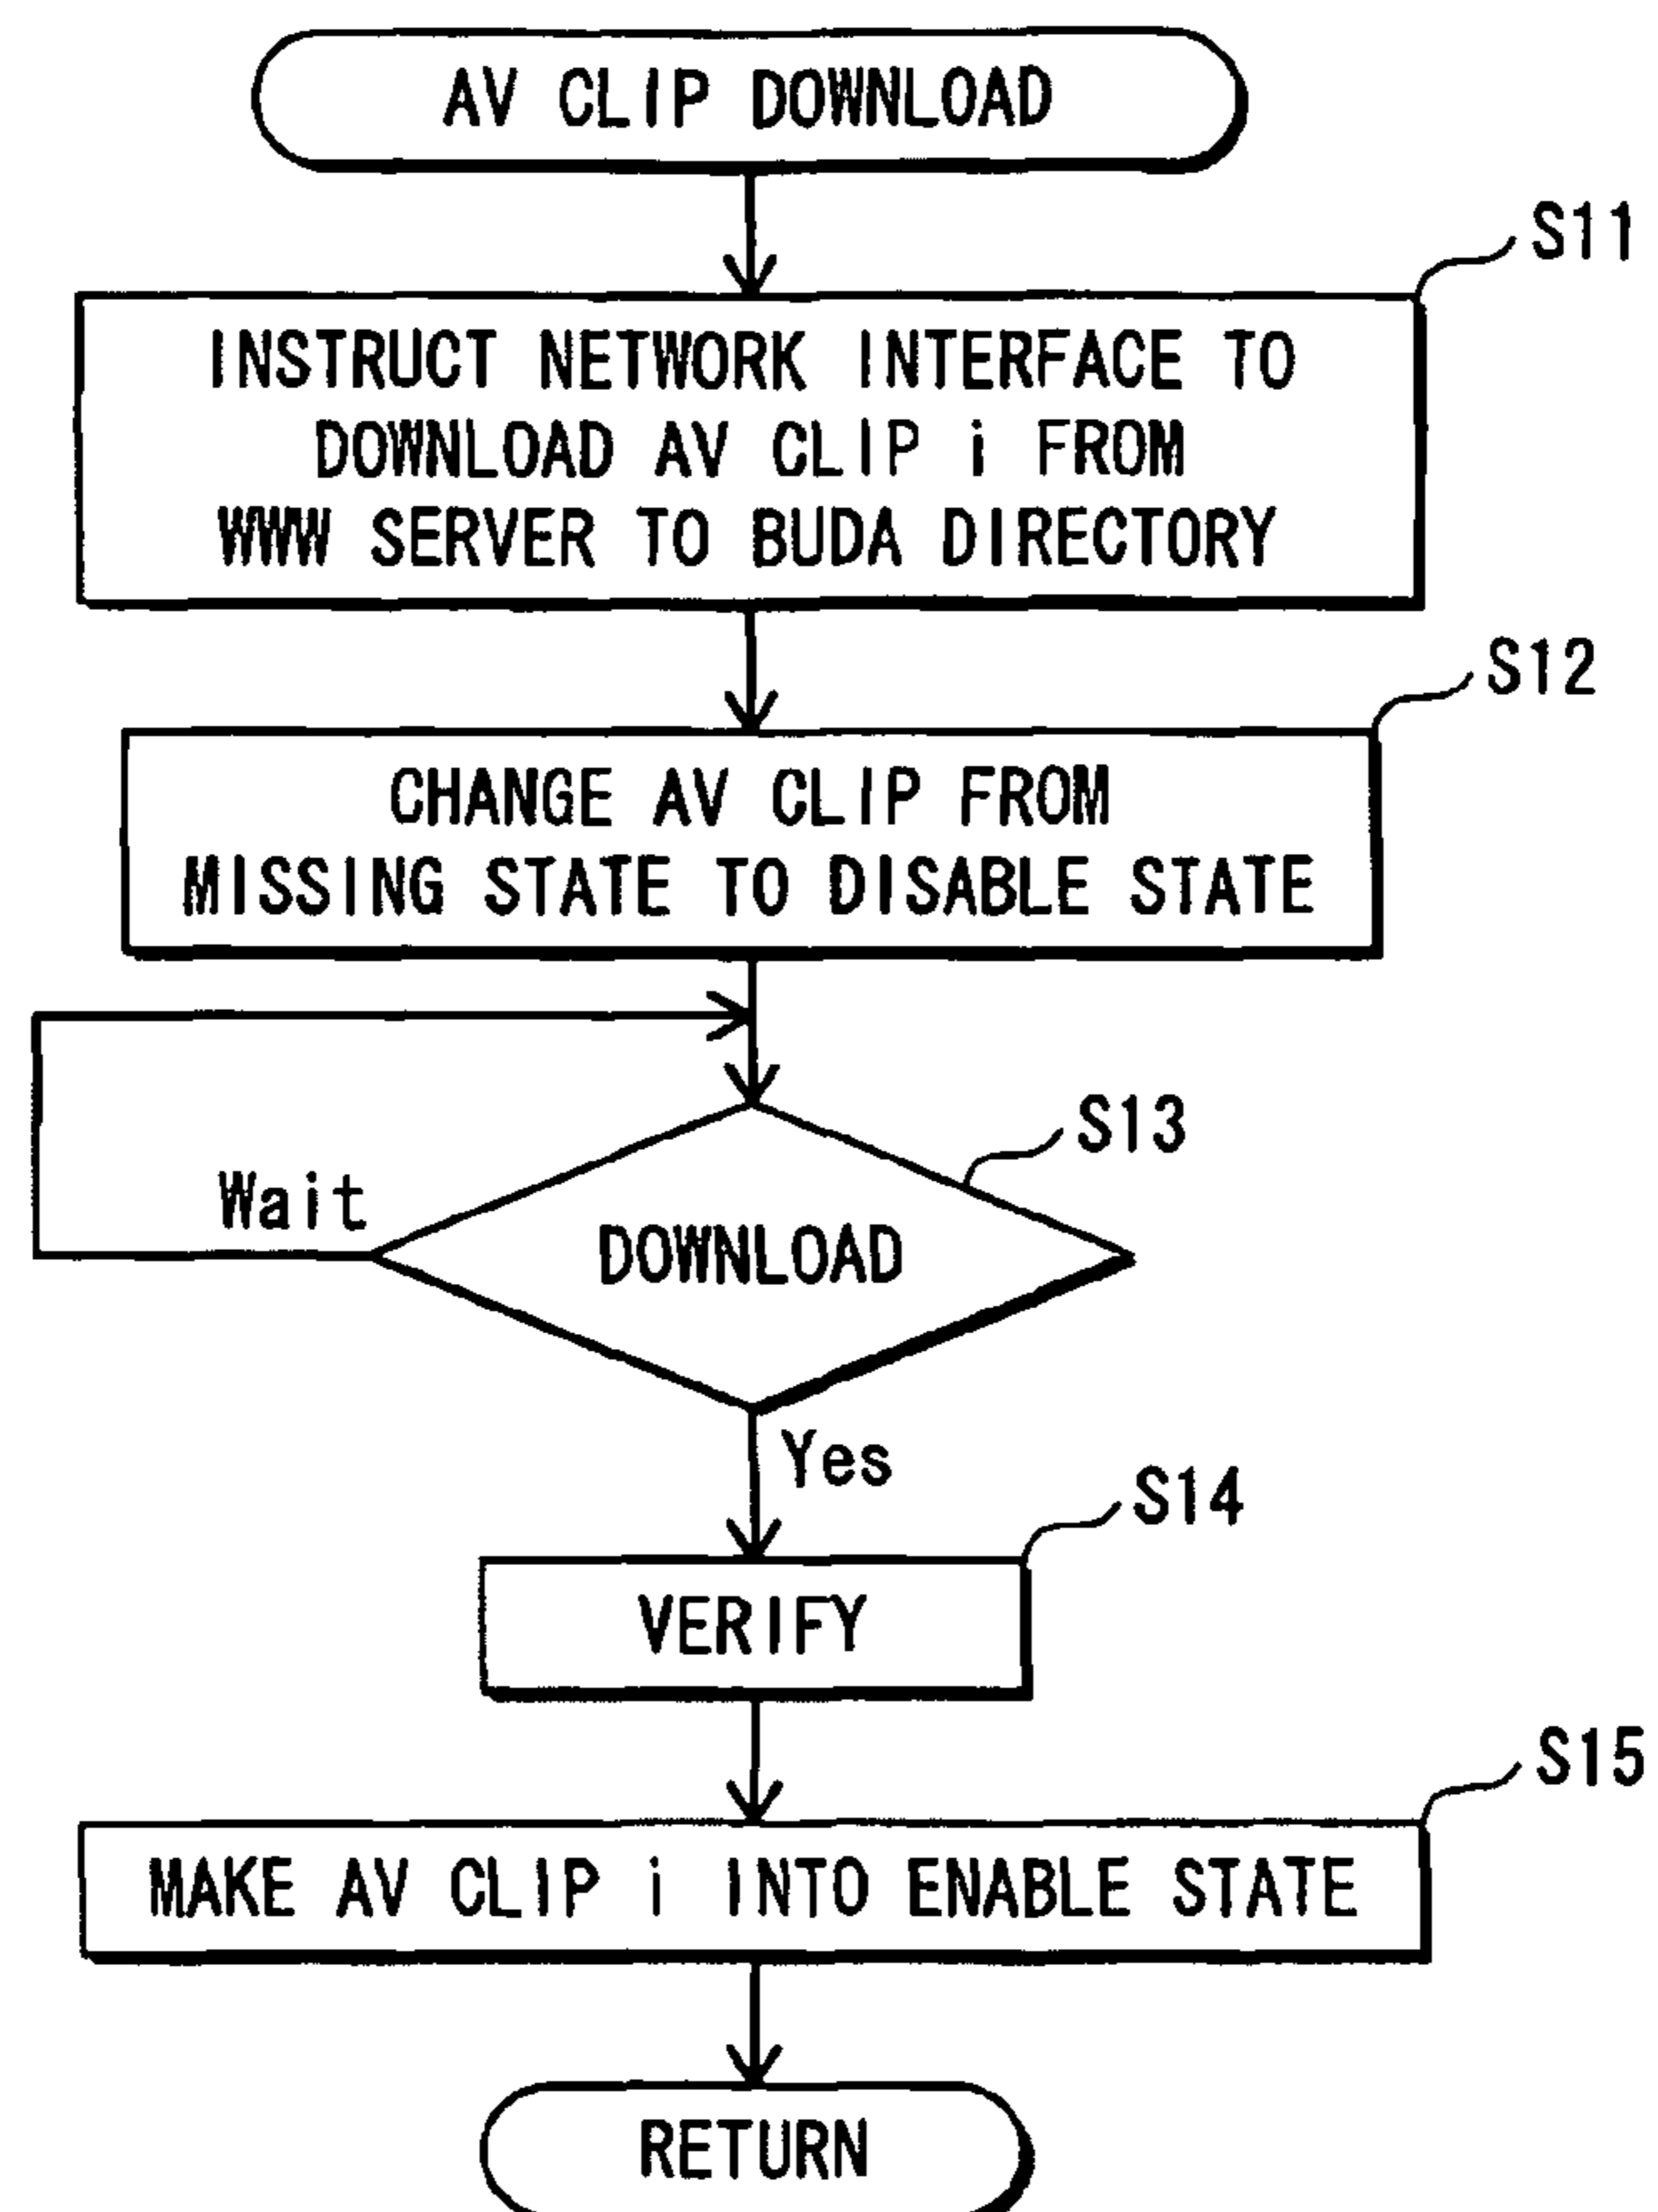 AV CLIP DOWNLOAD
S11
INSTRUCT NETWORK INTERFACE TO
DOWNLOAD AV CLIP i FROM
WWW SERVER TO BUDA DIRECTORY
S12
CHANGE AV CLIP FROM
MISSING STATE TO DISABLE STATE
S13
Wait
DOWNLOAD
Yes
S14
VERIFY
S15
MAKE AV CLIP i INTO ENABLE STATE
RETURN